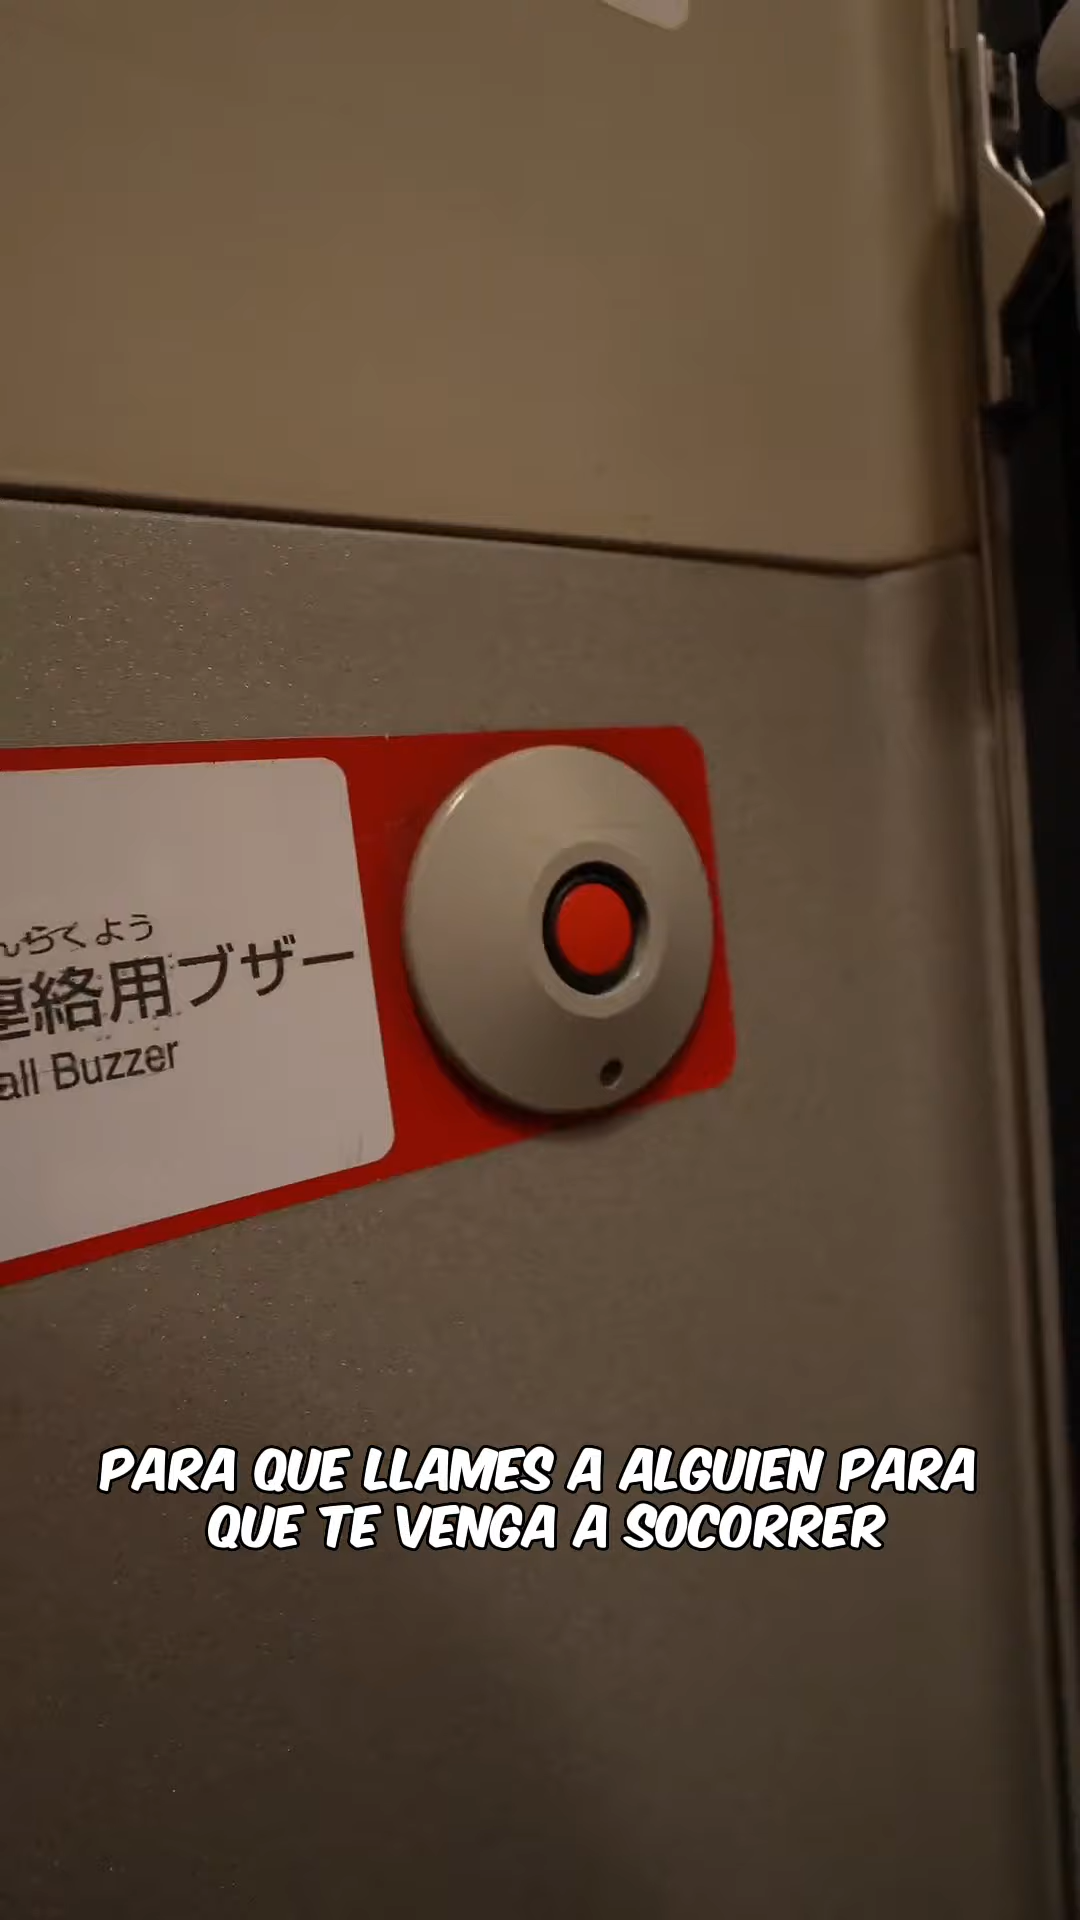 んらくよう
連絡用ブザー
all Buzzer
PARA QUE LLAMES A ALGUIEN PARA
QUE TE VENGA A SOCORRER